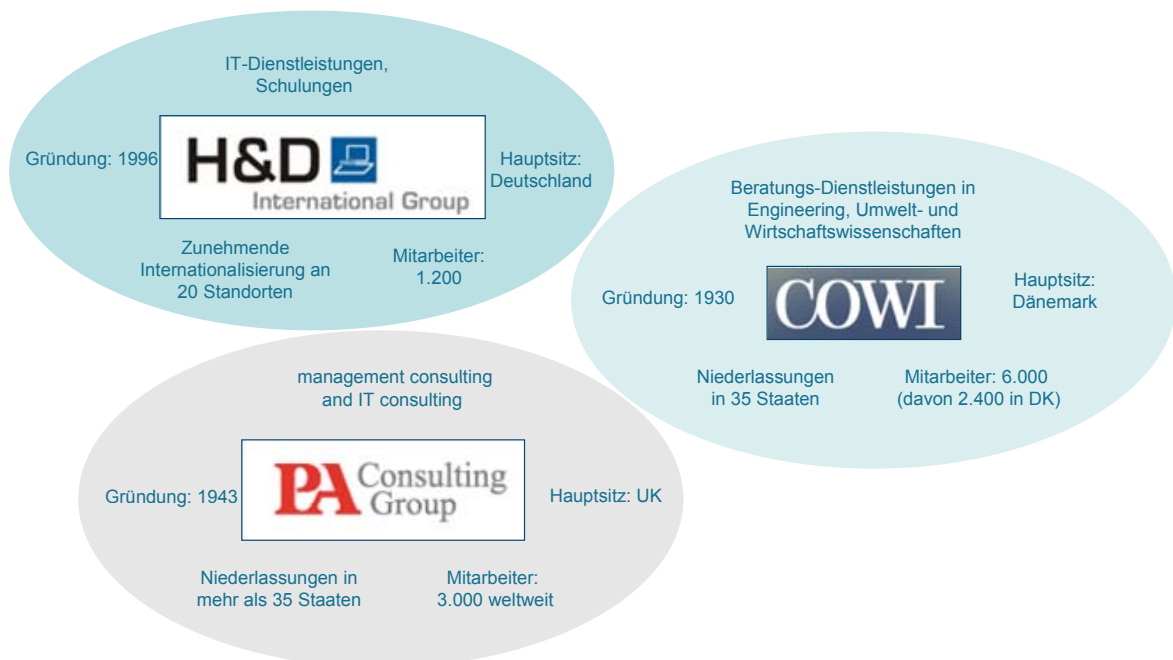 IT-Dienstleistungen,
Schulungen
Gründung: 1996
H&D
International Group
Hauptsitz:
Deutschland
Zunehmende
Internationalisierung an
20 Standorten
Mitarbeiter:
1.200
Beratungs-Dienstleistungen in
Engineering, Umwelt- und
Wirtschaftswissenschaften
Gründung: 1930
COWI
Hauptsitz:
Dänemark
Niederlassungen
in 35 Staaten
Mitarbeiter: 6.000
(davon 2.400 in DK)
management consulting
and IT consulting
Gründung: 1943
PA Consulting
Group
Hauptsitz: UK
Niederlassungen in
mehr als 35 Staaten
Mitarbeiter:
3.000 weltweit